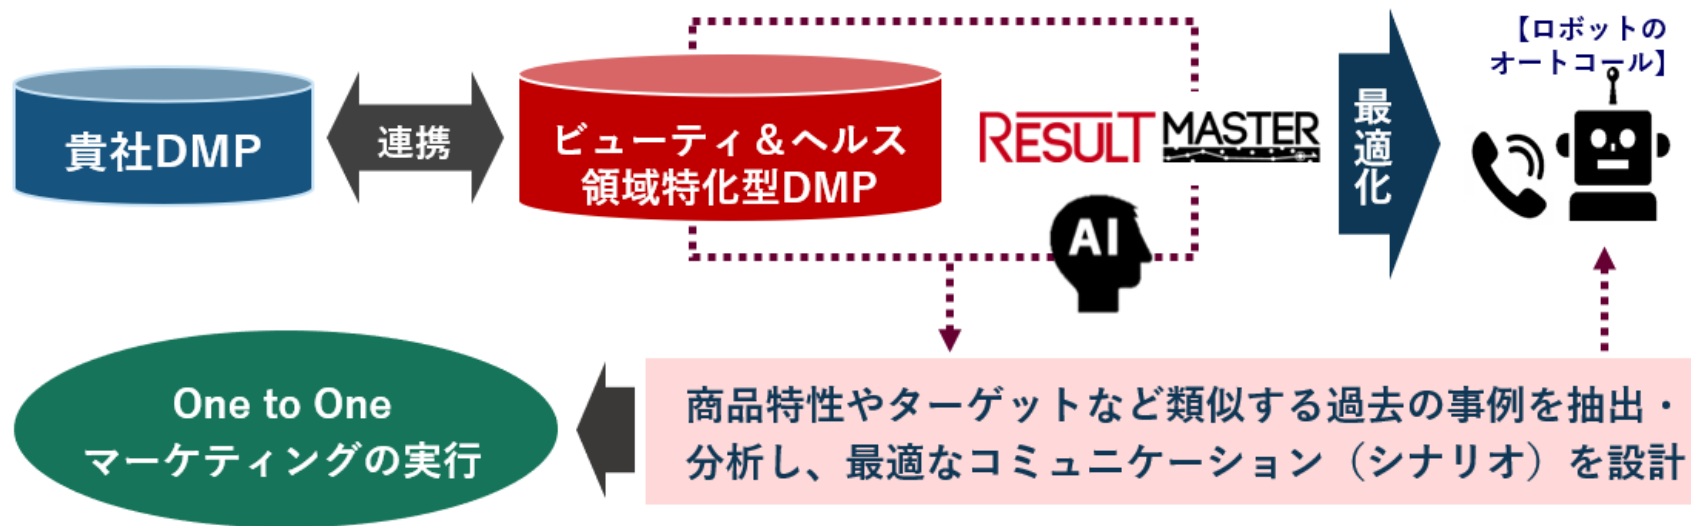 【ロボットの
オートコール】
貴社DMP
連携
ビューティ＆ヘルス
領域特化型DMP
RESULT MASTER
AI
最適化
One to One
マーケティングの実行
商品特性やターゲットなど類似する過去の事例を抽出・
分析し、最適なコミュニケーション（シナリオ）を設計